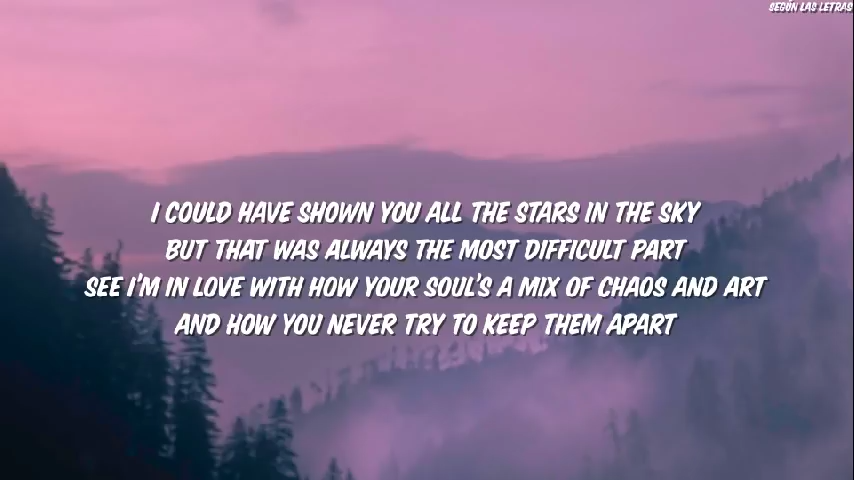 SEGÚN LAS LETRAS
I COULD HAVE SHOWN YOU ALL THE STARS IN THE SKY
BUT THAT WAS ALWAYS THE MOST DIFFICULT PART
SEE I'M IN LOVE WITH HOW YOUR SOUL'S A MIX OF CHAOS AND ART
AND HOW YOU NEVER TRY TO KEEP THEM APART